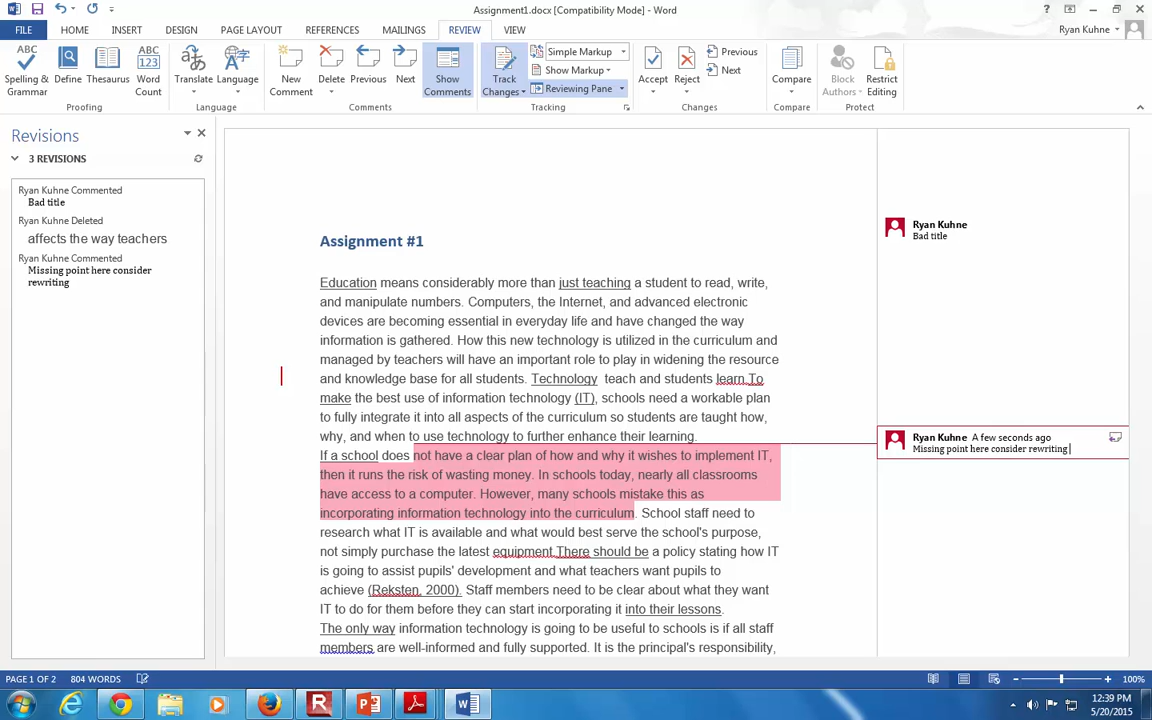 Assignment1.docx [Compatibility Mode] - Word
FILE HOME INSERT DESIGN PAGE LAYOUT REFERENCES MAILINGS REVIEW VIEW Ryan Kuhne
Spelling & Grammar
Define
Thesaurus
Word Count
Proofing
Translate
Language
Language
New Comment
Delete
Previous
Next
Show Comments
Comments
Track Changes
Simple Markup
Show Markup
Reviewing Pane
Tracking
Accept
Reject
Previous
Next
Changes
Compare
Compare
Block Authors
Restrict Editing
Protect
Revisions
3 REVISIONS
Ryan Kuhne Commented
Bad title
Ryan Kuhne Deleted
affects the way teachers
Ryan Kuhne Commented
Missing point here consider
rewriting
Assignment #1
Education means considerably more than just teaching a student to read, write,
and manipulate numbers. Computers, the Internet, and advanced electronic
devices are becoming essential in everyday life and have changed the way
information is gathered. How this new technology is utilized in the curriculum and
managed by teachers will have an important role to play in widening the resource
and knowledge base for all students. Technology  teach and students learn.To
make the best use of information technology (IT), schools need a workable plan
to fully integrate it into all aspects of the curriculum so students are taught how,
why, and when to use technology to further enhance their learning.
If a school does not have a clear plan of how and why it wishes to implement IT,
then it runs the risk of wasting money. In schools today, nearly all classrooms
have access to a computer. However, many schools mistake this as
incorporating information technology into the curriculum. School staff need to
research what IT is available and what would best serve the school's purpose,
not simply purchase the latest equipment.There should be a policy stating how IT
is going to assist pupils' development and what teachers want pupils to
achieve (Reksten, 2000). Staff members need to be clear about what they want
IT to do for them before they can start incorporating it into their lessons.
The only way information technology is going to be useful to schools is if all staff
members are well-informed and fully supported. It is the principal's responsibility,
Ryan Kuhne
Bad title
Ryan Kuhne A few seconds ago
Missing point here consider rewriting
PAGE 1 OF 2 804 WORDS 100%
12:39 PM
5/20/2015